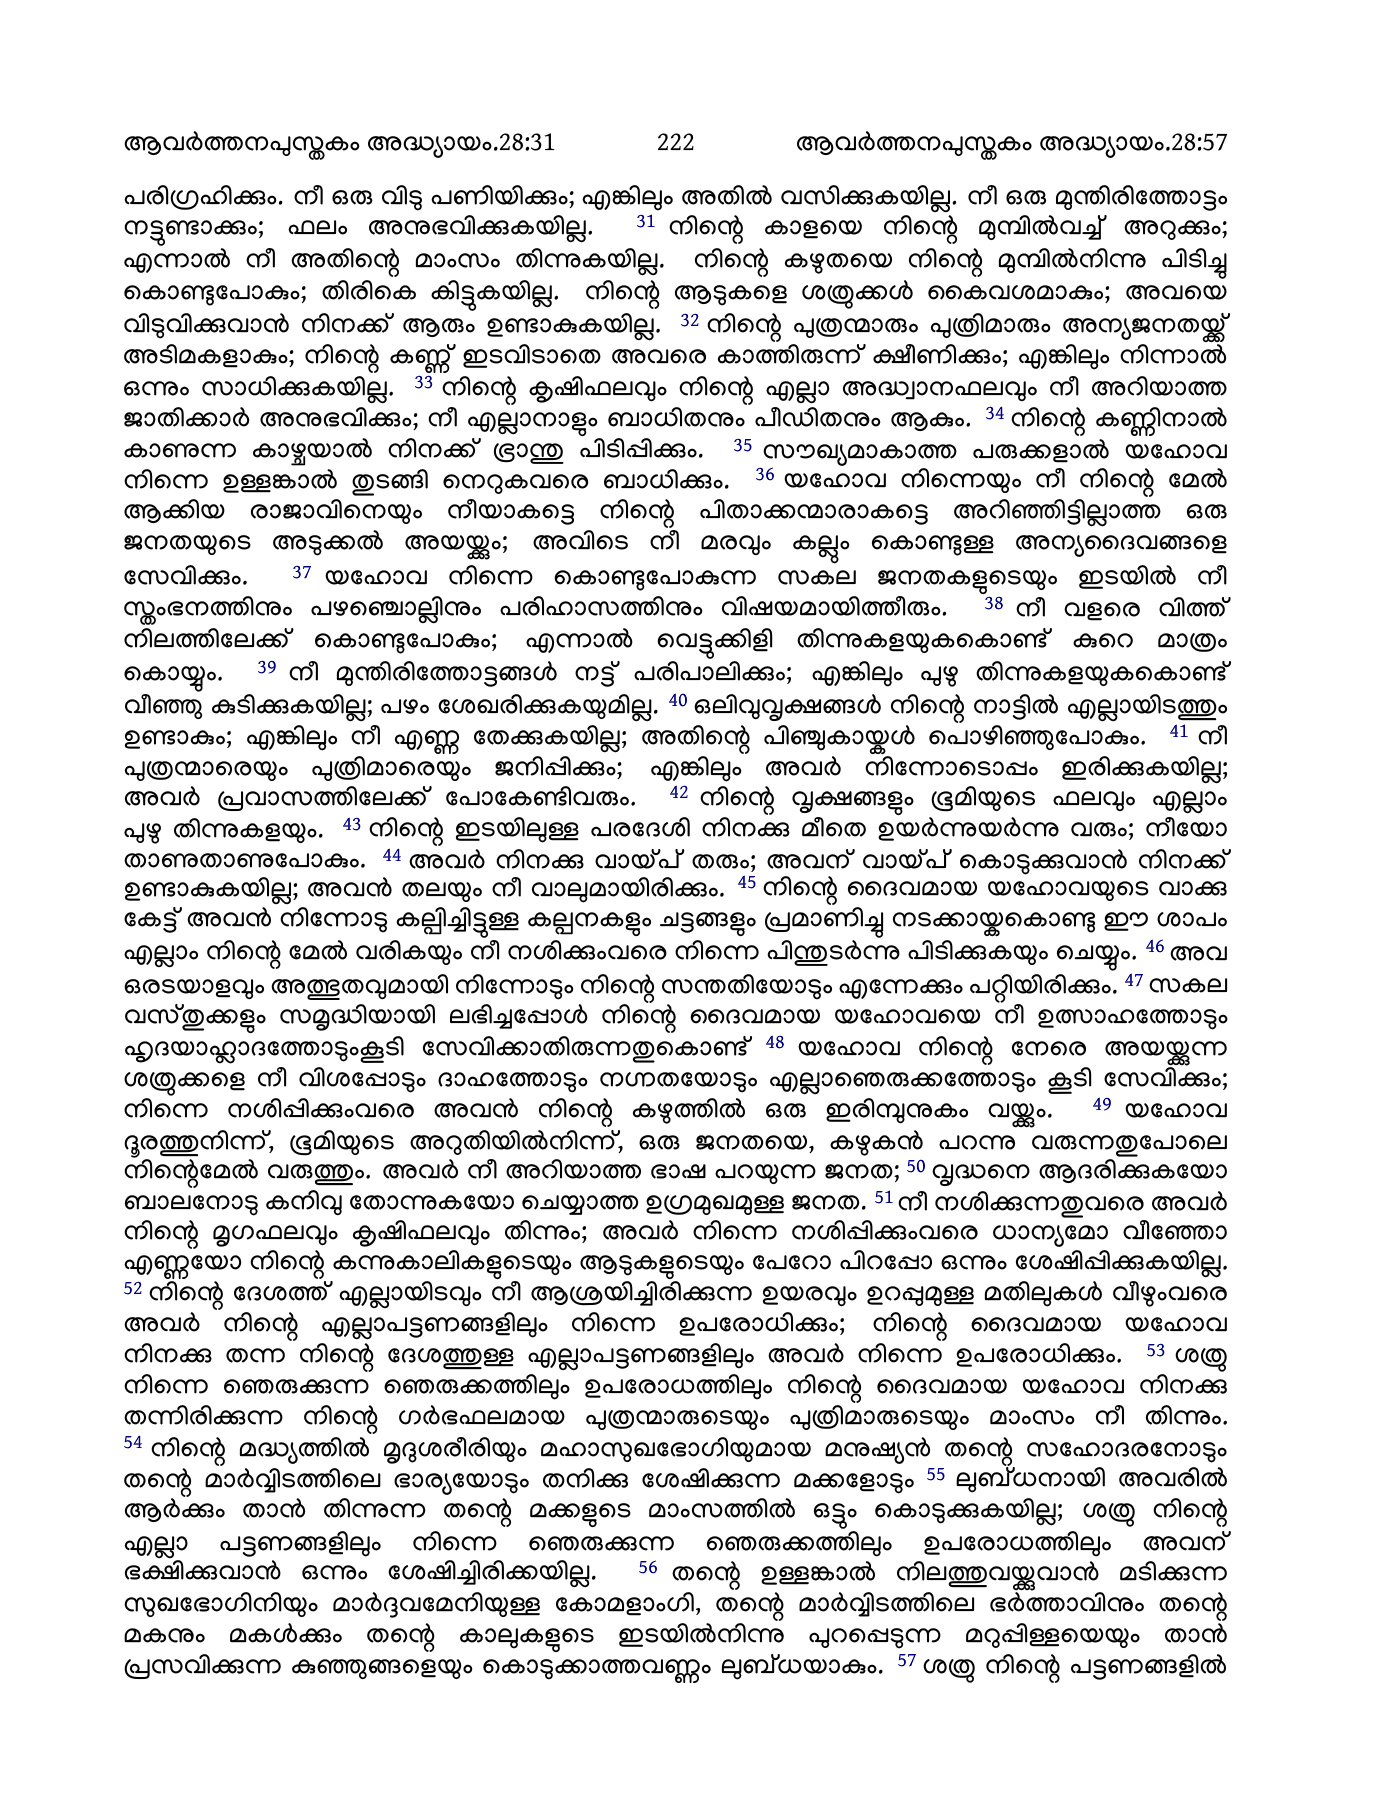 ആവർത്തനപുസ്തകം അദ്ധ്യായം.28:31 222 ആവർത്തനപുസ്തകം അദ്ധ്യായം.28:57
പരിഗ്രഹിക്കും. നീ ഒരു വിടു പണിയിക്കും; എങ്കിലും അതിൽ വസിക്കുകയില്ല. നീ ഒരു മുന്തിരിത്തോട്ടം
നട്ടുണ്ടാക്കും; ഫലം അനുഭവിക്കുകയില്ല. 31 നിന്റെ കാളയെ നിന്റെ മുമ്പിൽവച്ച് അറുക്കും;
എന്നാൽ നീ അതിന്റെ മാംസം തിന്നുകയില്ല. നിന്റെ കഴുതയെ നിന്റെ മുമ്പിൽനിന്നു പിടിച്ചു
കൊണ്ടുപോകും; തിരികെ കിട്ടുകയില്ല. നിന്റെ ആടുകളെ ശത്രുക്കൾ കൈവശമാകും; അവയെ
വിടുവിക്കുവാൻ നിനക്ക് ആരും ഉണ്ടാകുകയില്ല. 32 നിന്റെ പുത്രന്മാരും പുത്രിമാരും അന്യജനതയ്ക്ക്
അടിമകളാകും; നിന്റെ കണ്ണ് ഇടവിടാതെ അവരെ കാത്തിരുന്ന് ക്ഷീണിക്കും; എങ്കിലും നിന്നാൽ
ഒന്നും സാധിക്കുകയില്ല. 33 നിന്റെ കൃഷിഫലവും നിന്റെ എല്ലാ അദ്ധ്വാനഫലവും നീ അറിയാത്ത
ജാതിക്കാർ അനുഭവിക്കും; നീ എല്ലാനാളും ബാധിതനും പീഡിതനും ആകും. 34 നിന്റെ കണ്ണിനാൽ
കാണുന്ന കാഴ്ചയാൽ നിനക്ക് ഭ്രാന്തു പിടിപ്പിക്കും. 35 സൗഖ്യമാകാത്ത പരുക്കളാൽ യഹോവ
നിന്നെ ഉള്ളങ്കാൽ തുടങ്ങി നെറുകവരെ ബാധിക്കും. 36 യഹോവ നിന്നെയും നീ നിന്റെ മേൽ
ആക്കിയ രാജാവിനെയും നീയാകട്ടെ നിന്റെ പിതാക്കന്മാരാകട്ടെ അറിഞ്ഞിട്ടില്ലാത്ത ഒരു
ജനതയുടെ അടുക്കൽ അയയ്ക്കും; അവിടെ നീ മരവും കല്ലും കൊണ്ടുള്ള അന്യദൈവങ്ങളെ
സേവിക്കും. 37 യഹോവ നിന്നെ കൊണ്ടുപോകുന്ന സകല ജനതകളുടെയും ഇടയിൽ നീ
സ്തംഭനത്തിനും പഴഞ്ചൊല്ലിനും പരിഹാസത്തിനും വിഷയമായിത്തീരും. 38 നീ വളരെ വിത്ത്
നിലത്തിലേക്ക് കൊണ്ടുപോകും; എന്നാൽ വെട്ടുക്കിളി തിന്നുകളയുകകൊണ്ട് കുറെ മാത്രം
കൊയ്യും. 39 നീ മുന്തിരിത്തോട്ടങ്ങൾ നട്ട് പരിപാലിക്കും; എങ്കിലും പുഴു തിന്നുകളയുകകൊണ്ട്
വീഞ്ഞു കുടിക്കുകയില്ല; പഴം ശേഖരിക്കുകയുമില്ല. 40 ഒലിവുവൃക്ഷങ്ങൾ നിന്റെ നാട്ടിൽ എല്ലായിടത്തും
ഉണ്ടാകും; എങ്കിലും നീ എണ്ണ തേക്കുകയില്ല; അതിന്റെ പിഞ്ചുകായ്കൾ പൊഴിഞ്ഞുപോകും. 41 നീ
പുത്രന്മാരെയും പുത്രിമാരെയും ജനിപ്പിക്കും; എങ്കിലും അവർ നിന്നോടൊപ്പം ഇരിക്കുകയില്ല;
അവർ പ്രവാസത്തിലേക്ക് പോകേണ്ടിവരും. 42 നിന്റെ വൃക്ഷങ്ങളും ഭൂമിയുടെ ഫലവും എല്ലാം
പുഴു തിന്നുകളയും. 43 നിന്റെ ഇടയിലുള്ള പരദേശി നിനക്കു മീതെ ഉയർന്നുയർന്നു വരും; നീയോ
താണുതാണുപോകും. 44 അവർ നിനക്കു വായ്പ് തരും; അവന് വായ്പ് കൊടുക്കുവാൻ നിനക്ക്
ഉണ്ടാകുകയില്ല; അവൻ തലയും നീ വാലുമായിരിക്കും. 45 നിന്റെ ദൈവമായ യഹോവയുടെ വാക്കു
കേട്ട് അവൻ നിന്നോടു കല്പിച്ചിട്ടുള്ള കല്പനകളും ചട്ടങ്ങളും പ്രമാണിച്ചു നടക്കായ്കകൊണ്ടു ഈ ശാപം
എല്ലാം നിന്റെ മേൽ വരികയും നീ നശിക്കുംവരെ നിന്നെ പിന്തുടർന്നു പിടിക്കുകയും ചെയ്യും. 46 അവ
ഒരടയാളവും അത്ഭുതവുമായി നിന്നോടും നിന്റെ സന്തതിയോടും എന്നേക്കും പറ്റിയിരിക്കും. 47 സകല
വസ്തുക്കളും സമൃദ്ധിയായി ലഭിച്ചപ്പോൾ നിന്റെ ദൈവമായ യഹോവയെ നീ ഉത്സാഹത്തോടും
ഹൃദയാഹ്ലാദത്തോടുംകൂടി സേവിക്കാതിരുന്നതുകൊണ്ട് 48 യഹോവ നിന്റെ നേരെ അയയ്ക്കുന്ന
ശത്രുക്കളെ നീ വിശപ്പോടും ദാഹത്തോടും നഗ്നതയോടും എല്ലാഞെരുക്കത്തോടും കൂടി സേവിക്കും;
നിന്നെ നശിപ്പിക്കുംവരെ അവൻ നിന്റെ കഴുത്തിൽ ഒരു ഇരിമ്പുനുകം വയ്ക്കും. 49 യഹോവ
ദൂരത്തുനിന്ന്, ഭൂമിയുടെ അറുതിയിൽനിന്ന്, ഒരു ജനതയെ, കഴുകൻ പറന്നു വരുന്നതുപോലെ
നിന്റെമേൽ വരുത്തും. അവർ നീ അറിയാത്ത ഭാഷ പറയുന്ന ജനത; 50 വൃദ്ധനെ ആദരിക്കുകയോ
ബാലനോടു കനിവു തോന്നുകയോ ചെയ്യാത്ത ഉഗ്രമുഖമുള്ള ജനത. 51 നീ നശിക്കുന്നതുവരെ അവർ
നിന്റെ മൃഗഫലവും കൃഷിഫലവും തിന്നും; അവർ നിന്നെ നശിപ്പിക്കുംവരെ ധാന്യമോ വീഞ്ഞോ
എണ്ണയോ നിന്റെ കന്നുകാലികളുടെയും ആടുകളുടെയും പേറോ പിറപ്പോ ഒന്നും ശേഷിപ്പിക്കുകയില്ല.
52 നിന്റെ ദേശത്ത് എല്ലായിടവും നീ ആശ്രയിച്ചിരിക്കുന്ന ഉയരവും ഉറപ്പുമുള്ള മതിലുകൾ വീഴുംവരെ
അവർ നിന്റെ എല്ലാപട്ടണങ്ങളിലും നിന്നെ ഉപരോധിക്കും; നിന്റെ ദൈവമായ യഹോവ
നിനക്കു തന്ന നിന്റെ ദേശത്തുള്ള എല്ലാപട്ടണങ്ങളിലും അവർ നിന്നെ ഉപരോധിക്കും. 53 ശത്രു
നിന്നെ ഞെരുക്കുന്ന ഞെരുക്കത്തിലും ഉപരോധത്തിലും നിന്റെ ദൈവമായ യഹോവ നിനക്കു
തന്നിരിക്കുന്ന നിന്റെ ഗർഭഫലമായ പുത്രന്മാരുടെയും പുത്രിമാരുടെയും മാംസം നീ തിന്നും.
54 നിന്റെ മദ്ധ്യത്തിൽ മൃദുശരീരിയും മഹാസുഖഭോഗിയുമായ മനുഷ്യൻ തന്റെ സഹോദരനോടും
തന്റെ മാർവ്വിടത്തിലെ ഭാര്യയോടും തനിക്കു ശേഷിക്കുന്ന മക്കളോടും 55 ലുബ്ധനായി അവരിൽ
ആർക്കും താൻ തിന്നുന്ന തന്റെ മക്കളുടെ മാംസത്തിൽ ഒട്ടും കൊടുക്കുകയില്ല; ശത്രു നിന്റെ
എല്ലാ പട്ടണങ്ങളിലും നിന്നെ ഞെരുക്കുന്ന ഞെരുക്കത്തിലും ഉപരോധത്തിലും അവന്
ഭക്ഷിക്കുവാൻ ഒന്നും ശേഷിച്ചിരിക്കയില്ല. 56 തന്റെ ഉള്ളങ്കാൽ നിലത്തുവയ്ക്കുവാൻ മടിക്കുന്ന
സുഖഭോഗിനിയും മാർദ്ദവമേനിയുള്ള കോമളാംഗി, തന്റെ മാർവ്വിടത്തിലെ ഭർത്താവിനും തന്റെ
മകനും മകൾക്കും തന്റെ കാലുകളുടെ ഇടയിൽനിന്നു പുറപ്പെടുന്ന മറുപ്പിള്ളയെയും താൻ
പ്രസവിക്കുന്ന കുഞ്ഞുങ്ങളെയും കൊടുക്കാത്തവണ്ണം ലുബ്ധയാകും. 57 ശത്രു നിന്റെ പട്ടണങ്ങളിൽ